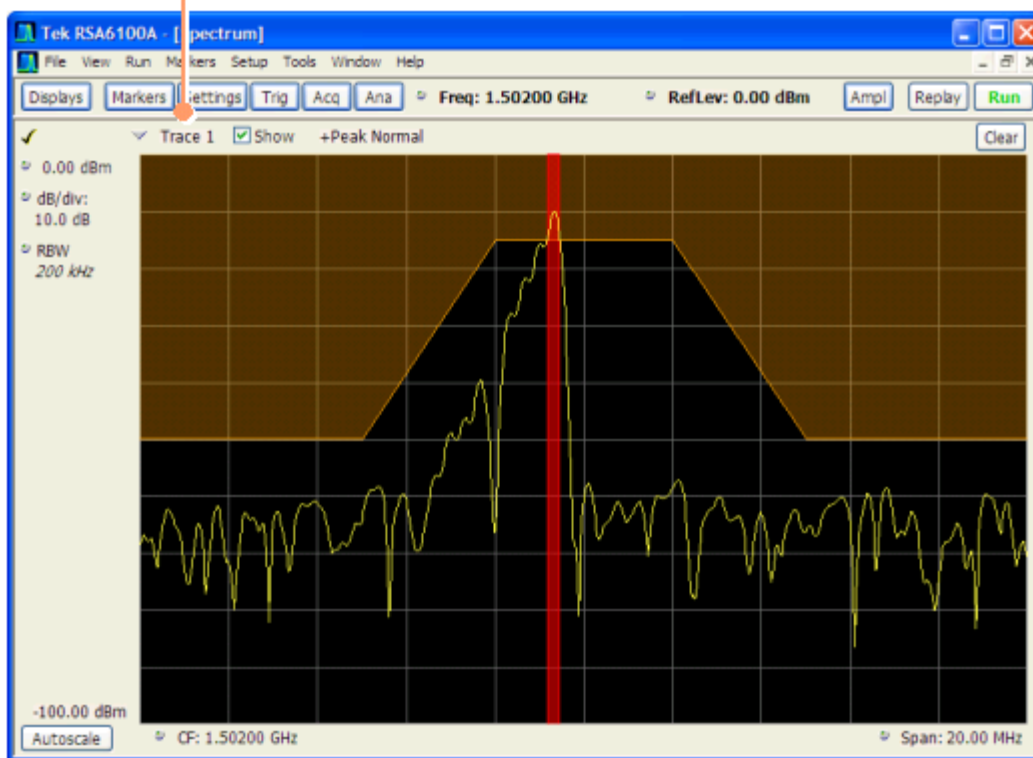 Tek RSA6100A - [Spectrum]
File View Run Markers Setup Tools Window Help
Displays Markers Settings Trig Acq Ana Freq: 1.50200 GHz RefLev: 0.00 dBm Ampl Replay Run
Trace 1 Show +Peak Normal Clear
0.00 dBm
dB/div:
10.0 dB
RBW
200 kHz
-100.00 dBm
Autoscale CF: 1.50200 GHz Span: 20.00 MHz